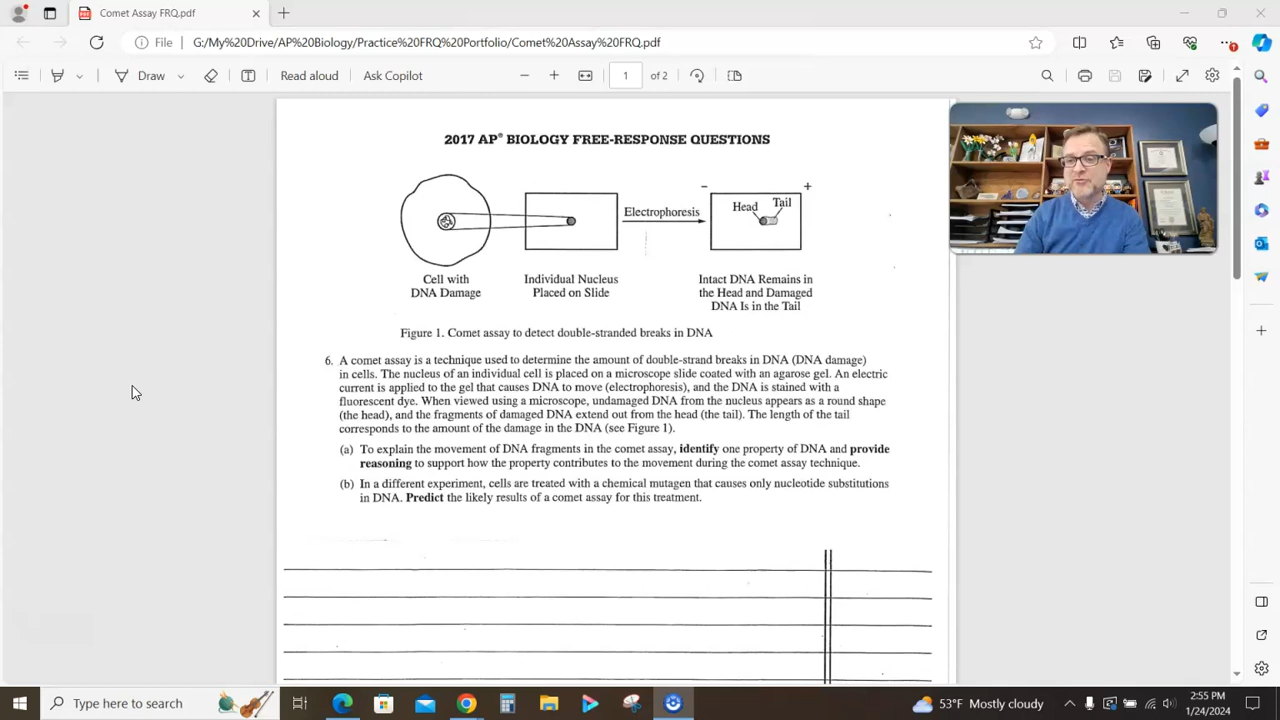 Comet Assay FRQ.pdf
File
G:/My%20Drive/AP%20Biology/Practice%20FRQ%20Portfolio/Comet%20Assay%20FRQ.pdf
Draw
Read aloud
Ask Copilot
1
of 2
2017 AP® BIOLOGY FREE-RESPONSE QUESTIONS
- +
Head Tail
Electrophoresis
Cell with
DNA Damage
Individual Nucleus
Placed on Slide
Intact DNA Remains in
the Head and Damaged
DNA Is in the Tail
Figure 1. Comet assay to detect double-stranded breaks in DNA
6. A comet assay is a technique used to determine the amount of double-strand breaks in DNA (DNA damage)
in cells. The nucleus of an individual cell is placed on a microscope slide coated with an agarose gel. An electric
current is applied to the gel that causes DNA to move (electrophoresis), and the DNA is stained with a
fluorescent dye. When viewed using a microscope, undamaged DNA from the nucleus appears as a round shape
(the head), and the fragments of damaged DNA extend out from the head (the tail). The length of the tail
corresponds to the amount of the damage in the DNA (see Figure 1).
(a) To explain the movement of DNA fragments in the comet assay, identify one property of DNA and provide
reasoning to support how the property contributes to the movement during the comet assay technique.
(b) In a different experiment, cells are treated with a chemical mutagen that causes only nucleotide substitutions
in DNA. Predict the likely results of a comet assay for this treatment.
Type here to search
53°F Mostly cloudy
2:55 PM
1/24/2024